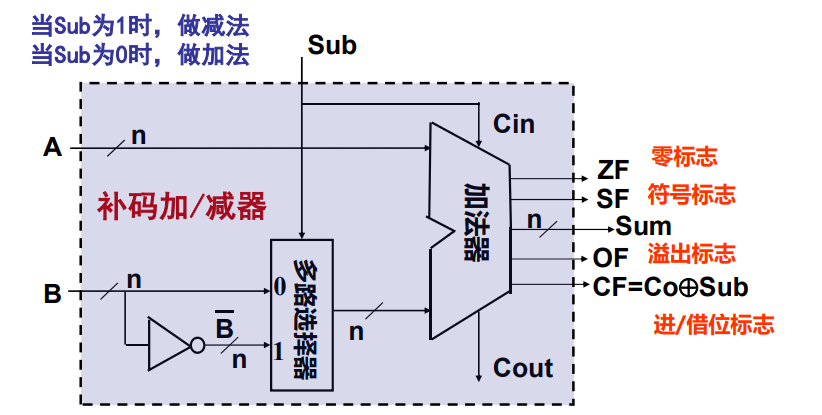 当Sub为1时，做减法
当Sub为0时，做加法
Sub
Cin
A
n
ZF
零标志
SF
符号标志
补码加/减器
加法器
n
Sum
OF
溢出标志
B
n
0
多路选择器
CF=Co⊕Sub
进/借位标志
B̅
n
1
n
Cout